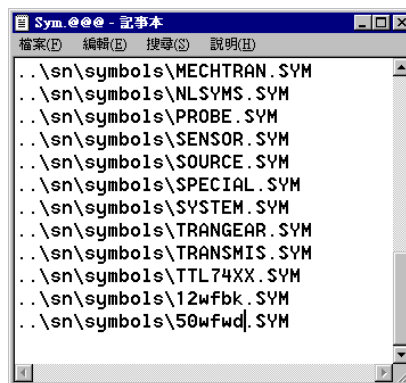 Sym.@@@ - 記事本
檔案(F) 編輯(E) 搜尋(S) 說明(H)
..\sn\symbols\MECHTRAN.SYM
..\sn\symbols\NLSYMS.SYM
..\sn\symbols\PROBE.SYM
..\sn\symbols\SENSOR.SYM
..\sn\symbols\SOURCE.SYM
..\sn\symbols\SPECIAL.SYM
..\sn\symbols\SYSTEM.SYM
..\sn\symbols\TRANGEAR.SYM
..\sn\symbols\TRANSMIS.SYM
..\sn\symbols\TTL74XX.SYM
..\sn\symbols\12wfbk.SYM
..\sn\symbols\50wfwd.SYM